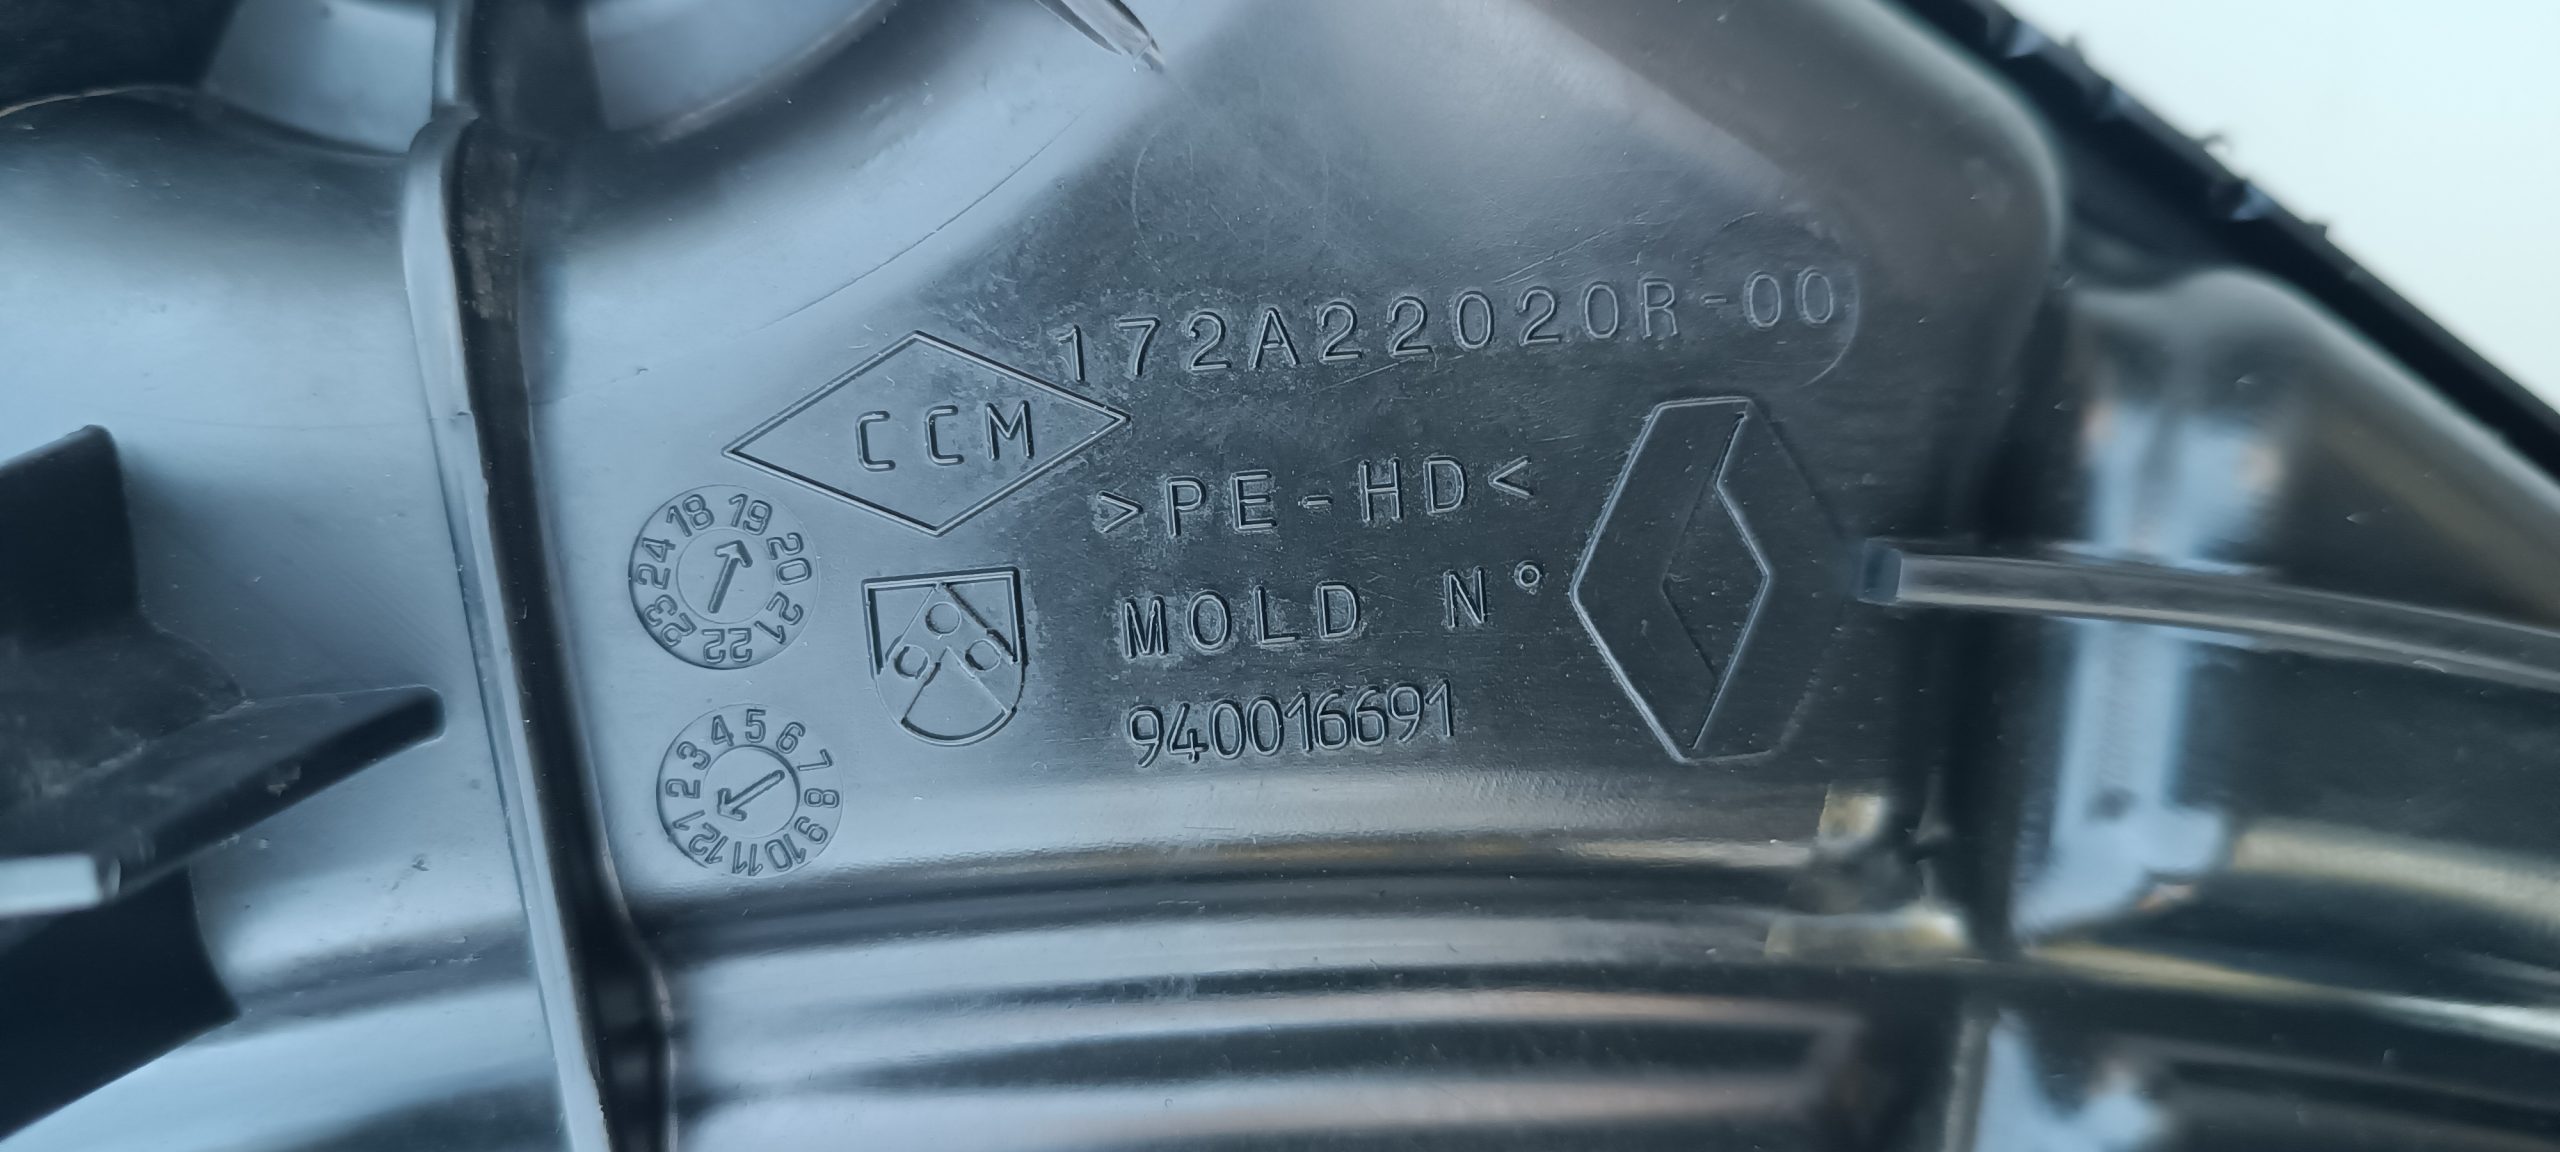 172A22020R-00
CCM
>PE-HD<
MOLD N°
940016691
18 19 20 21 22 23 24
1 2 3 4 5 6 7 8 9 10 11 12